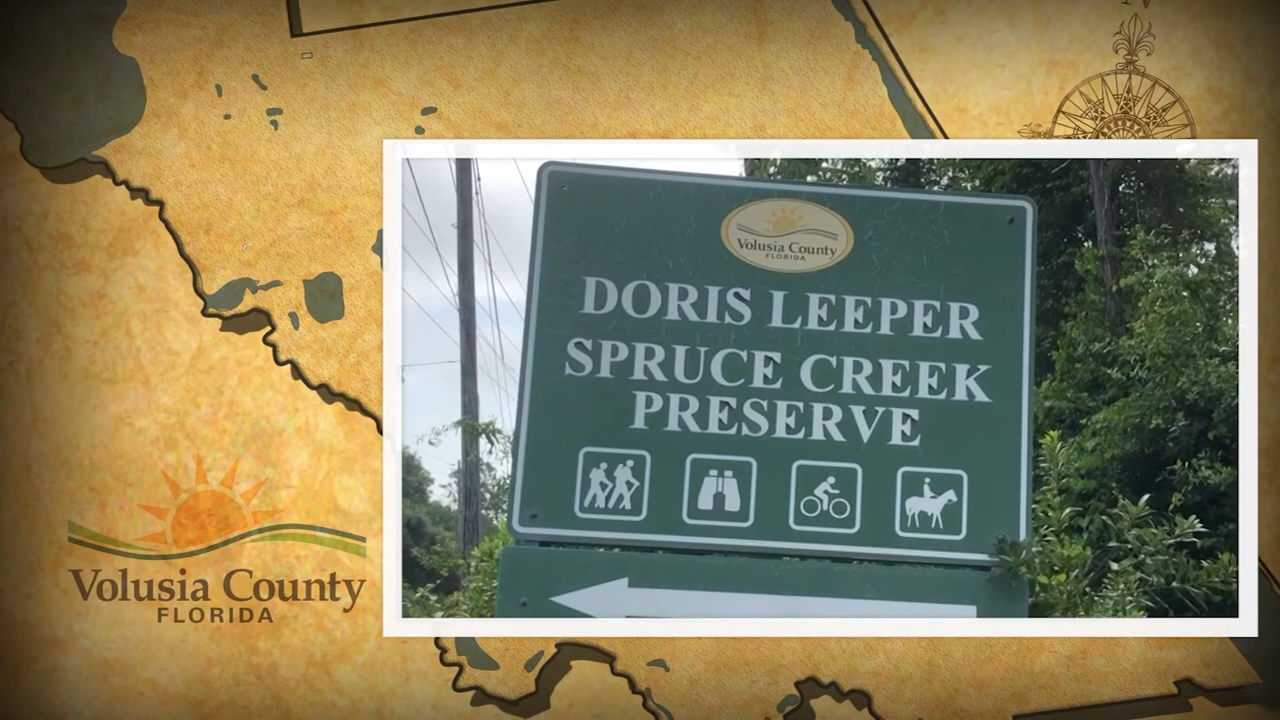 Volusia County
FLORIDA
DORIS LEEPER
SPRUCE CREEK
PRESERVE
Volusia County
FLORIDA